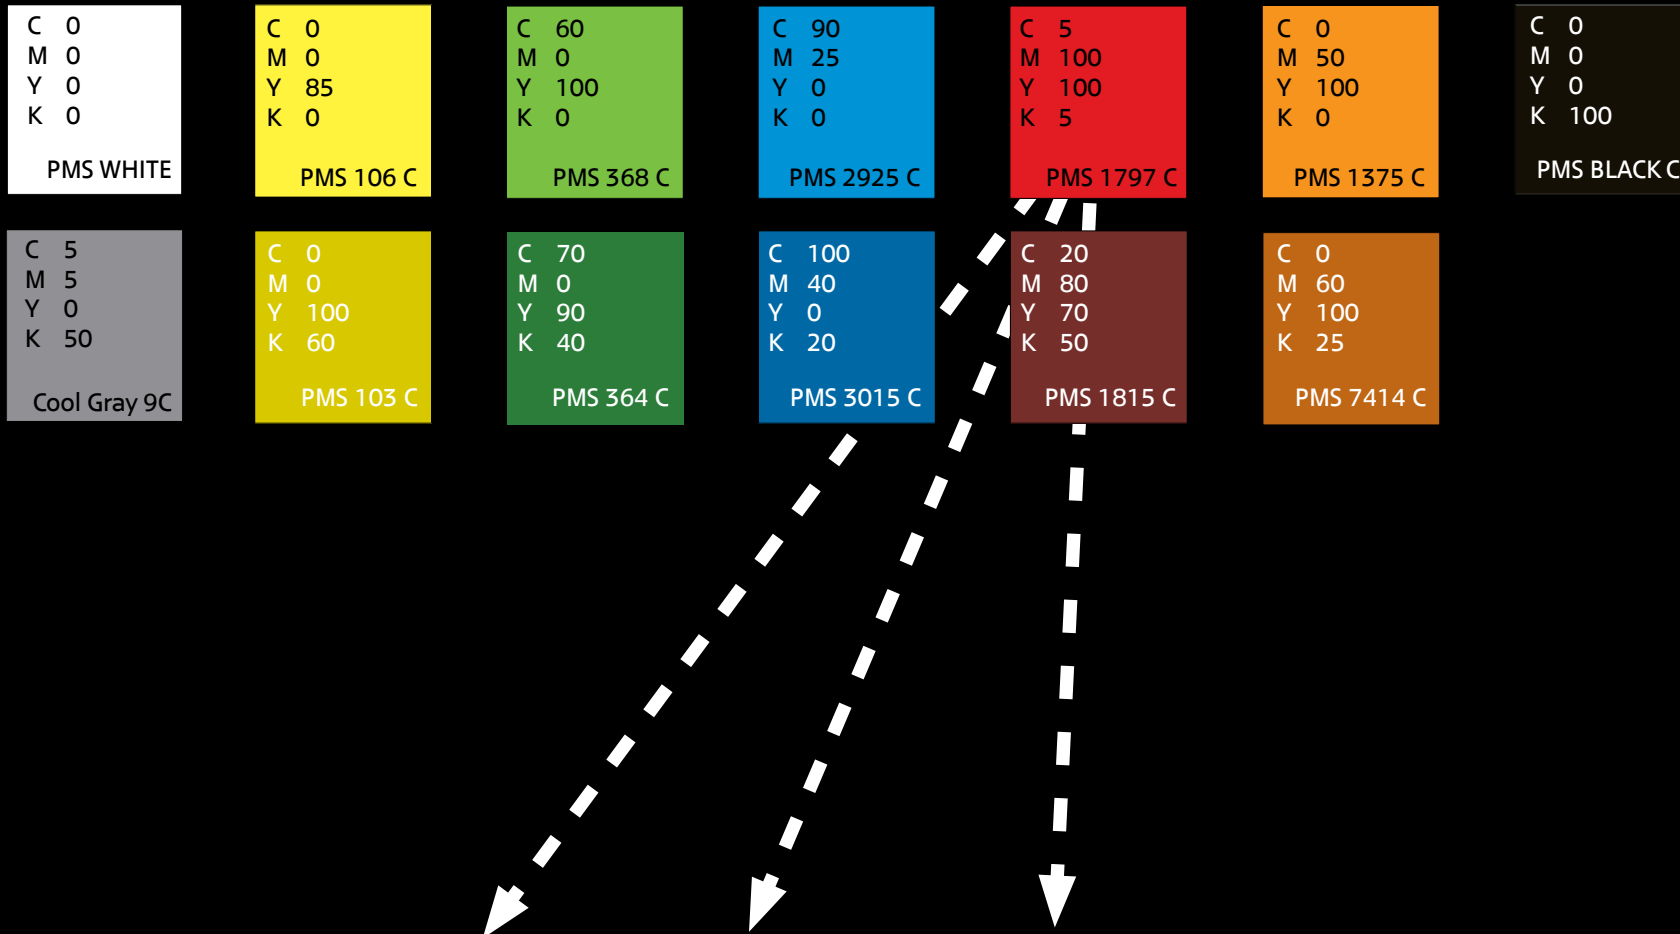 C 0
M 0
Y 0
K 0
PMS WHITE
C 0
M 0
Y 85
K 0
PMS 106 C
C 60
M 0
Y 100
K 0
PMS 368 C
C 90
M 25
Y 0
K 0
PMS 2925 C
C 5
M 100
Y 100
K 5
PMS 1797 C
C 0
M 50
Y 100
K 0
PMS 1375 C
C 0
M 0
Y 0
K 100
PMS BLACK C
C 5
M 5
Y 0
K 50
Cool Gray 9C
C 0
M 0
Y 100
K 60
PMS 103 C
C 70
M 0
Y 90
K 40
PMS 364 C
C 100
M 40
Y 0
K 20
PMS 3015 C
C 20
M 80
Y 70
K 50
PMS 1815 C
C 0
M 60
Y 100
K 25
PMS 7414 C